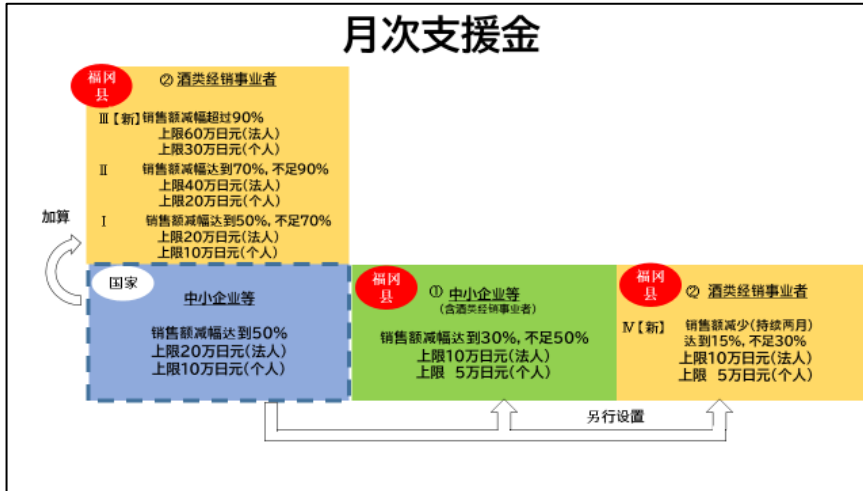 月次支援金
福冈
县
② 酒类经销事业者
Ⅲ【新】销售额减幅超过90%
上限60万日元(法人)
上限30万日元(个人)
Ⅱ 销售额减幅达到70%, 不足90%
上限40万日元(法人)
上限20万日元(个人)
加算
Ⅰ 销售额减幅达到50%, 不足70%
上限20万日元(法人)
上限10万日元(个人)
国家
中小企业等
销售额减幅达到50%
上限20万日元(法人)
上限10万日元(个人)
福冈
县
① 中小企业等
(含酒类经销事业者)
销售额减幅达到30%, 不足50%
上限10万日元(法人)
上限 5万日元(个人)
福冈
县
② 酒类经销事业者
Ⅳ【新】 销售额减少(持续两月)
达到15%, 不足30%
上限10万日元(法人)
上限 5万日元(个人)
另行设置